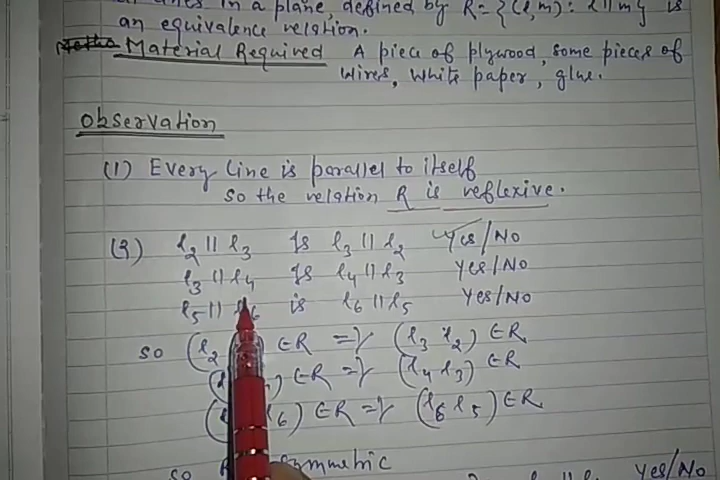 lines in a plane, defined by R={(l,m): l || m} is
an equivalence relation.
Material Required A piece of plywood, some pieces of
wires, white paper, glue.
Observation
(1) Every line is parallel to itself
so the relation R is reflexive.
(2) l2 || l3 Is l3 || l2 Yes/No
l3 || l4 Is l4 || l3 Yes/No
l5 || l6 is l6 || l5 Yes/No
so (l2 ∈R => (l3 l2) ∈R
) ∈R => (l4 l3) ∈R
( l6) ∈R => (l6 l5) ∈R
so symmetric
Yes/No